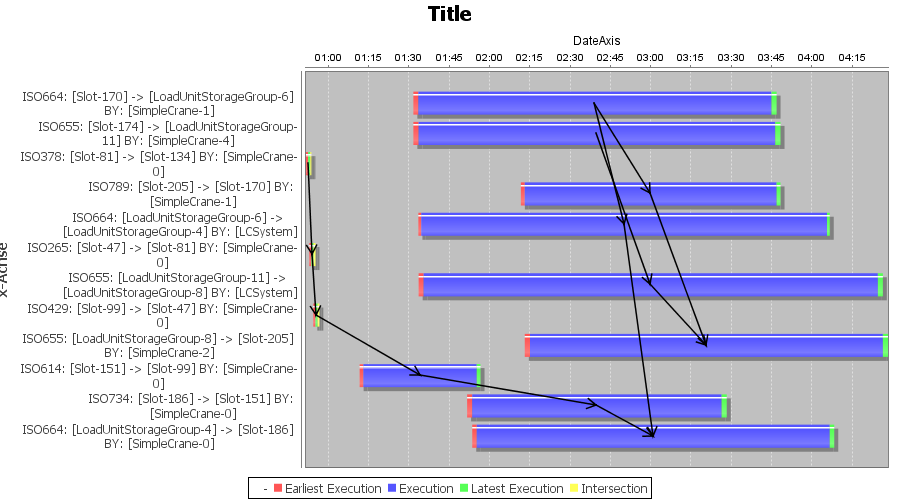 Title
DateAxis
01:00 01:15 01:30 01:45 02:00 02:15 02:30 02:45 03:00 03:15 03:30 03:45 04:00 04:15
ISO664: [Slot-170] -> [LoadUnitStorageGroup-6]
BY: [SimpleCrane-1]
ISO655: [Slot-174] -> [LoadUnitStorageGroup-
11] BY: [SimpleCrane-4]
ISO378: [Slot-81] -> [Slot-134] BY: [SimpleCrane-
0]
ISO789: [Slot-205] -> [Slot-170] BY:
[SimpleCrane-1]
ISO664: [LoadUnitStorageGroup-6] ->
[LoadUnitStorageGroup-4] BY: [LCSystem]
ISO265: [Slot-47] -> [Slot-81] BY: [SimpleCrane-
0]
ISO655: [LoadUnitStorageGroup-11] ->
[LoadUnitStorageGroup-8] BY: [LCSystem]
ISO429: [Slot-99] -> [Slot-47] BY: [SimpleCrane-
0]
ISO655: [LoadUnitStorageGroup-8] -> [Slot-205]
BY: [SimpleCrane-2]
ISO614: [Slot-151] -> [Slot-99] BY: [SimpleCrane-
0]
ISO734: [Slot-186] -> [Slot-151] BY:
[SimpleCrane-0]
ISO664: [LoadUnitStorageGroup-4] -> [Slot-186]
BY: [SimpleCrane-0]
x-Achse
- Earliest Execution Execution Latest Execution Intersection